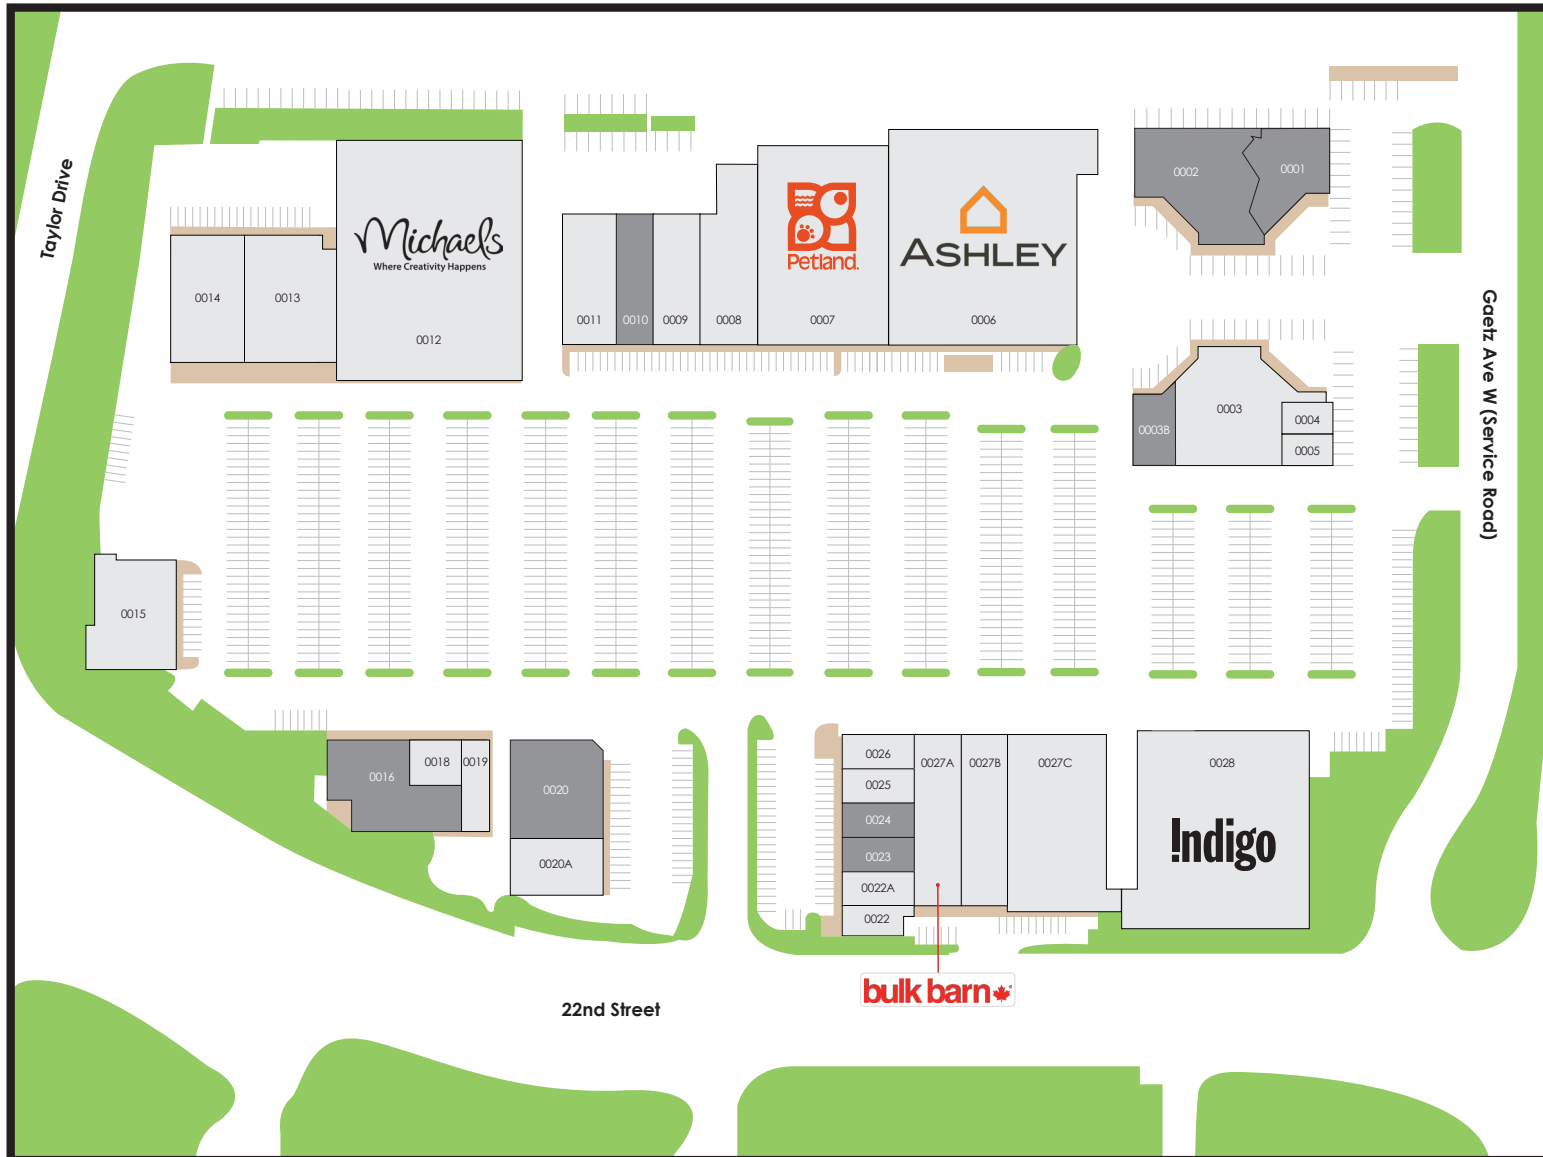 Taylor Drive
Michaels
Where Creativity Happens
0014
0013
0012
0011
0010
0009
0008
Petland.
0007
ASHLEY
0006
0002
0001
0003
0003B
0004
0005
Gaetz Ave W (Service Road)
0015
0016
0018
0019
0020
0020A
0026
0025
0024
0023
0022A
0022
0027A
0027B
0027C
0028
Indigo
bulk barn
22nd Street